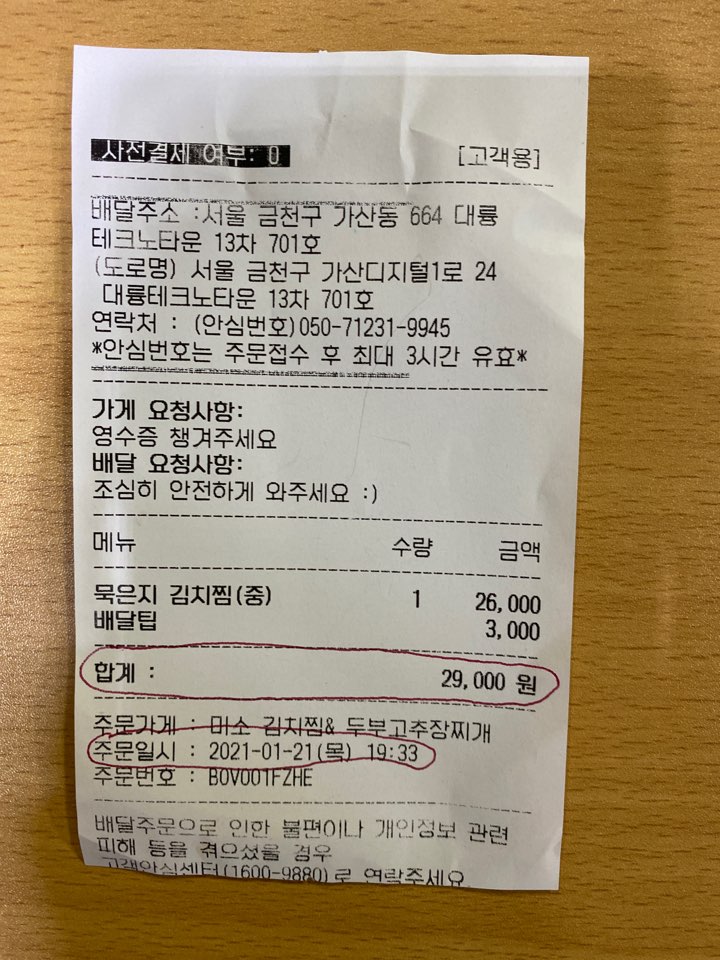 사전결제 여부: O
[고객용]
배달주소 :서울 금천구 가산동 664 대륭
테크노타운 13차 701호
(도로명) 서울 금천구 가산디지털1로 24
대륭테크노타운 13차 701호
연락처 : (안심번호)050-71231-9945
*안심번호는 주문접수 후 최대 3시간 유효*
가게 요청사항:
영수증 챙겨주세요
배달 요청사항:
조심히 안전하게 와주세요 :)
메뉴 수량 금액
묵은지 김치찜(중) 1 26,000
배달팁 3,000
합계 : 29,000 원
주문가게 : 미소 김치찜& 두부고추장찌개
주문일시 : 2021-01-21(목) 19:33
주문번호 : B0V001FZHE
배달주문으로 인한 불편이나 개인정보 관련
피해 등을 겪으셨을 경우
고객안심센터(1600-9880)로 연락주세요